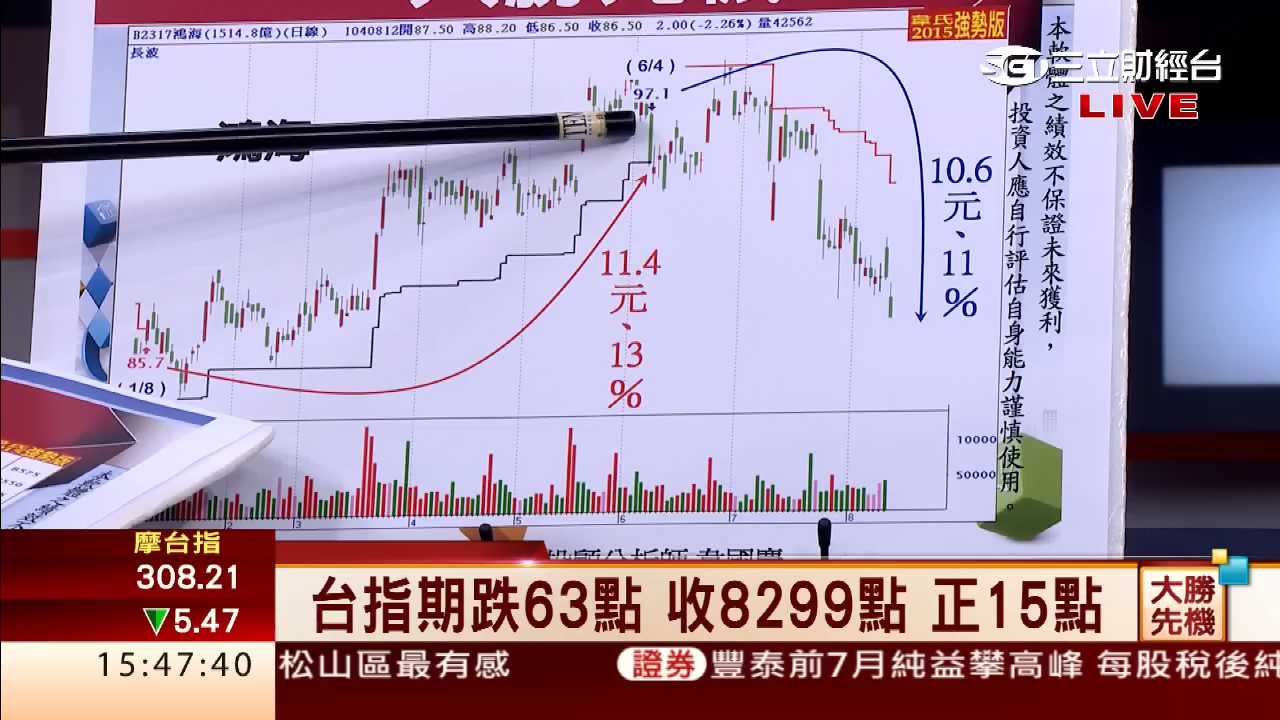 B2317鴻海(1514.8億)(日線) 1040812開87.50 高88.20 低86.50 收86.50 2.00(-2.26%) 量42562
長波
韋氏
2015強勢版
三立財經台
LIVE
本軟體之績效不保證未來獲利，
投資人應自行評估自身能力謹慎使用。
(6/4)
97.1
鴻海
10.6
元、
11
%
11.4
元、
13
%
85.7
(1/8)
10000
50000
2 3 4 5 6 7 8
摩台指
308.21
▼5.47
15:47:40
台指期跌63點 收8299點 正15點
大勝
先機
松山區最有感 證券 豐泰前7月純益攀高峰 每股稅後純